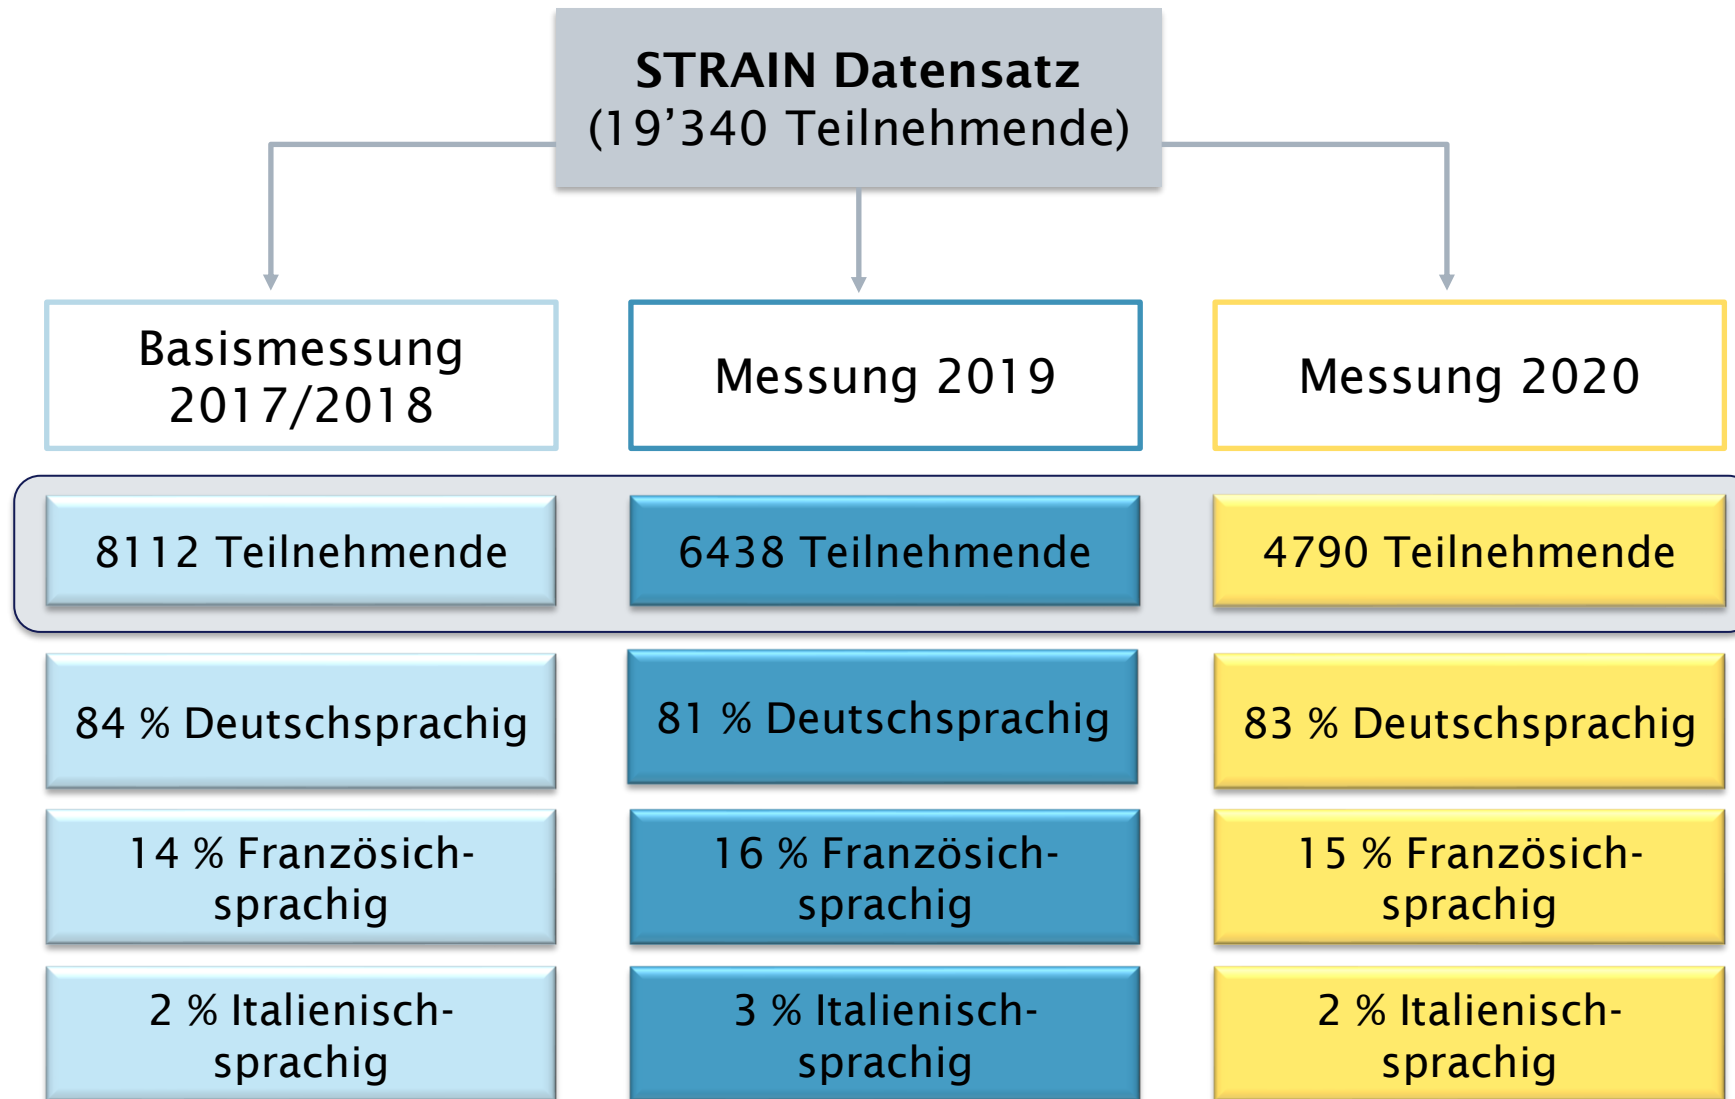 STRAIN Datensatz
(19’340 Teilnehmende)
Basismessung
2017/2018
Messung 2019
Messung 2020
8112 Teilnehmende
6438 Teilnehmende
4790 Teilnehmende
84 % Deutschsprachig
81 % Deutschsprachig
83 % Deutschsprachig
14 % Französich-
sprachig
16 % Französich-
sprachig
15 % Französich-
sprachig
2 % Italienisch-
sprachig
3 % Italienisch-
sprachig
2 % Italienisch-
sprachig